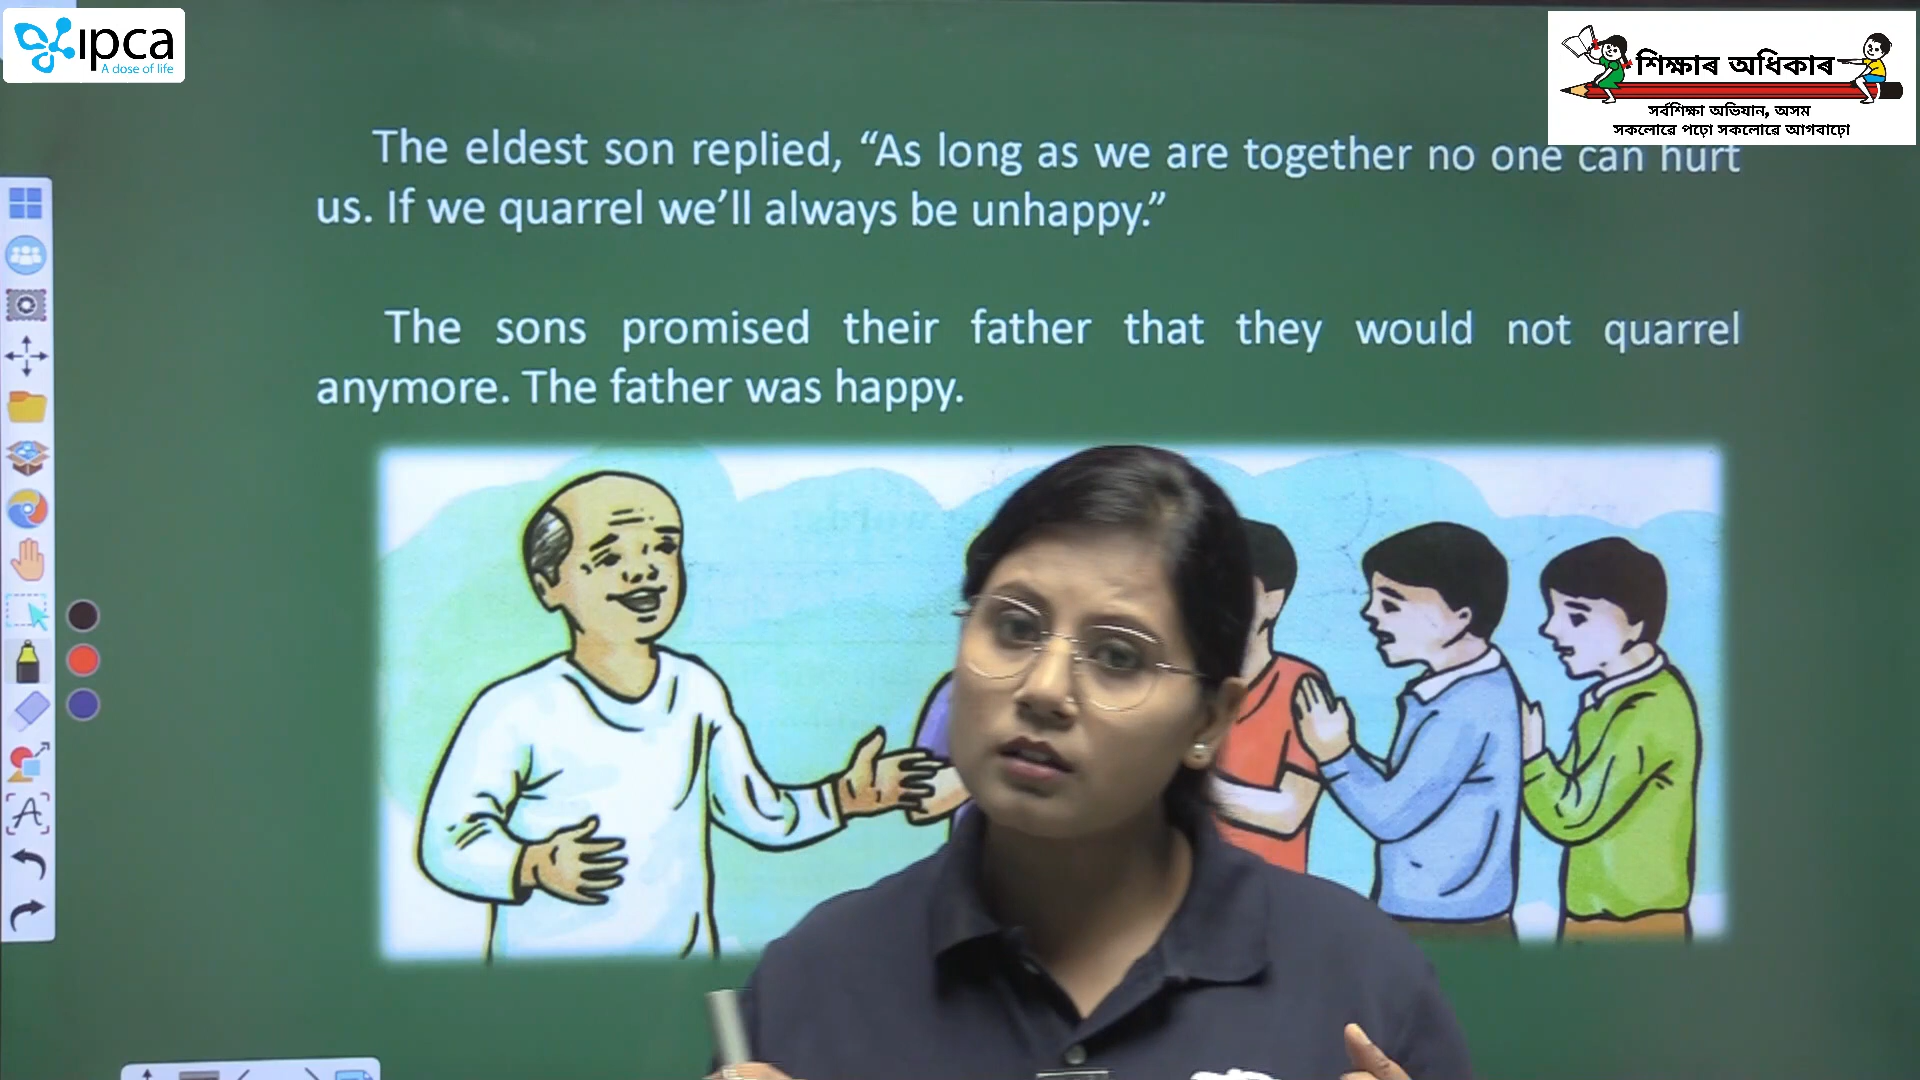 ipca
A dose of life
শিক্ষাৰ অধিকাৰ
সৰ্বশিক্ষা অভিযান, অসম
সকলোৱে পঢ়ো সকলোৱে আগবাঢ়ো
The eldest son replied, “As long as we are together no one can hurt
us. If we quarrel we’ll always be unhappy.”
The sons promised their father that they would not quarrel
anymore. The father was happy.
A